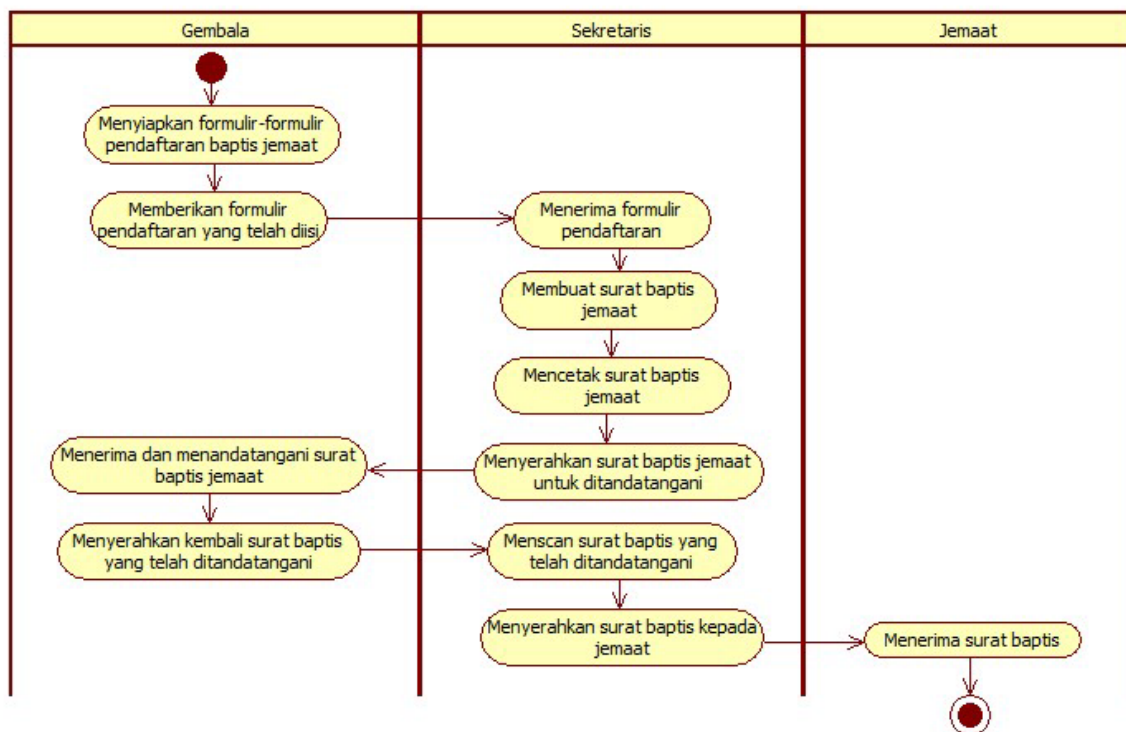 Gembala
Sekretaris
Jemaat
Menyiapkan formulir-formulir
pendaftaran baptis jemaat
Memberikan formulir
pendaftaran yang telah diisi
Menerima formulir
pendaftaran
Membuat surat baptis
jemaat
Mencetak surat baptis
jemaat
Menyerahkan surat baptis jemaat
untuk ditandatangani
Menerima dan menandatangani surat
baptis jemaat
Menyerahkan kembali surat baptis
yang telah ditandatangani
Menscan surat baptis yang
telah ditandatangani
Menyerahkan surat baptis kepada
jemaat
Menerima surat baptis